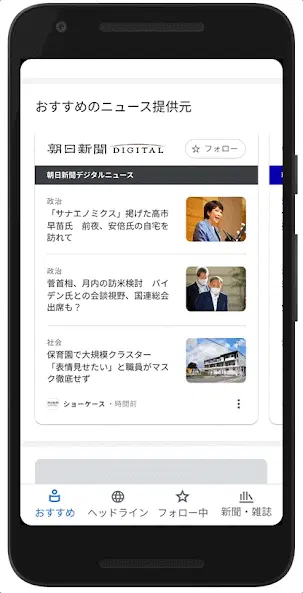 おすすめのニュース提供元
朝日新聞 DIGITAL
フォロー
朝日新聞デジタルニュース
政治
「サナエノミクス」掲げた高市
早苗氏　前夜、安倍氏の自宅を
訪れて
政治
菅首相、月内の訪米検討　バイ
デン氏との会談視野、国連総会
出席も？
社会
保育園で大規模クラスター
「表情見せたい」と職員がマス
ク徹底せず
ショーケース・時間前
おすすめ
ヘッドライン
フォロー中
新聞・雑誌